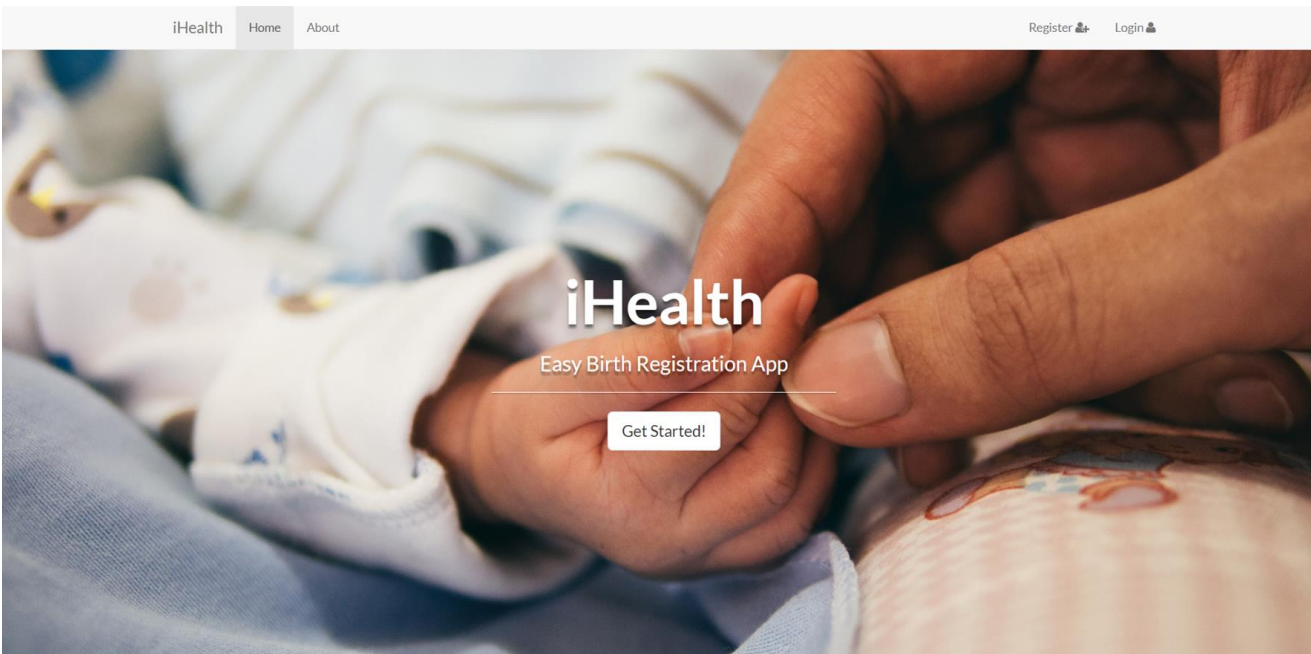 iHealth Home About Register Login
iHealth
Easy Birth Registration App
Get Started!